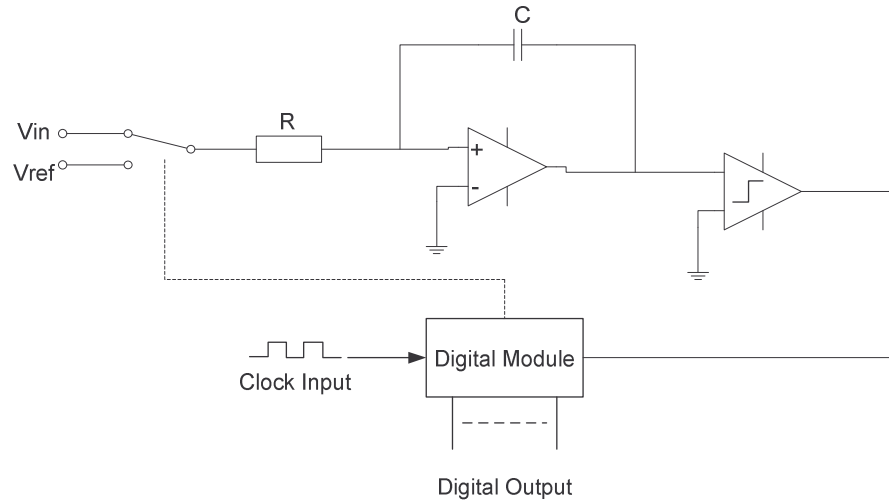 C
R
Vin
Vref
+
-
Digital Module
Clock Input
Digital Output